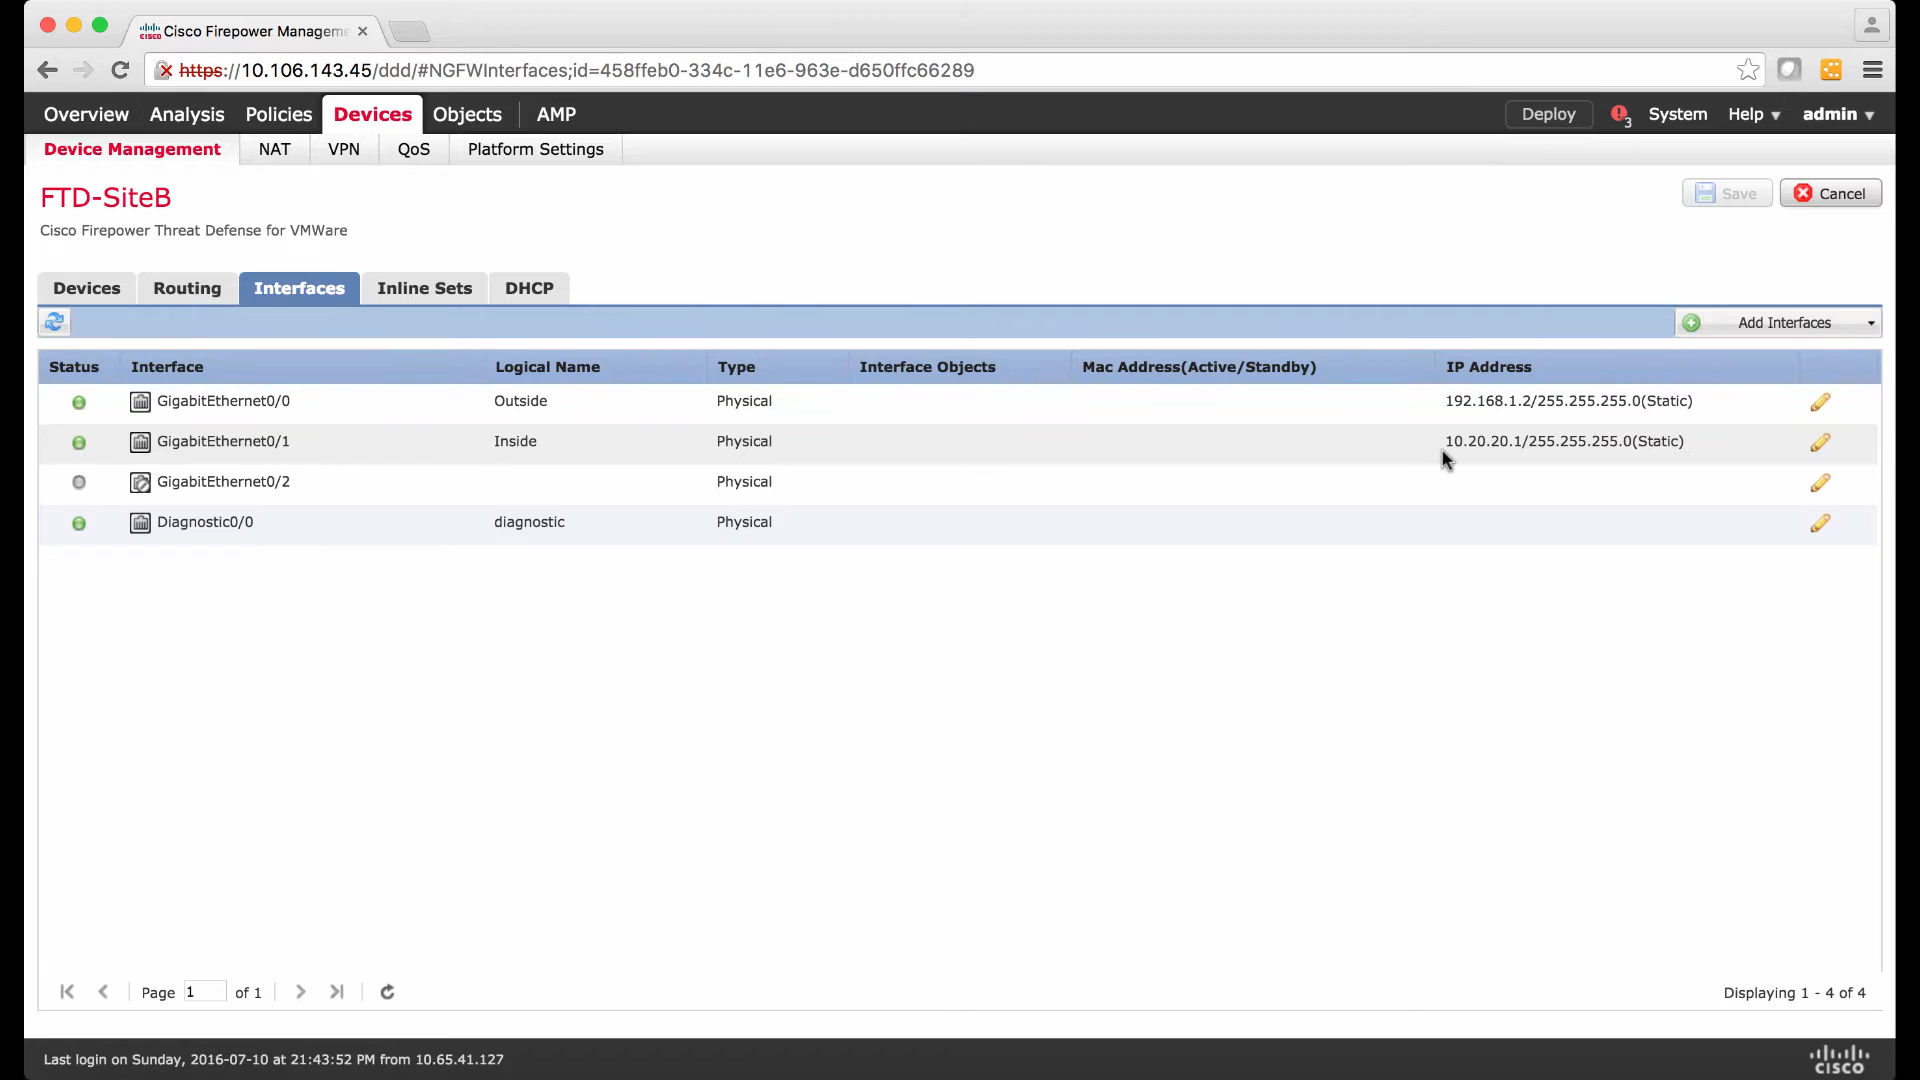 Cisco Firepower Managem
https://10.106.143.45/ddd/#NGFWInterfaces;id=458ffeb0-334c-11e6-963e-d650ffc66289
Overview Analysis Policies Devices Objects AMP Deploy 3 System Help admin
Device Management NAT VPN QoS Platform Settings
FTD-SiteB
Save Cancel
Cisco Firepower Threat Defense for VMWare
Devices Routing Interfaces Inline Sets DHCP
Add Interfaces
Status Interface Logical Name Type Interface Objects Mac Address(Active/Standby) IP Address
GigabitEthernet0/0 Outside Physical 192.168.1.2/255.255.255.0(Static)
GigabitEthernet0/1 Inside Physical 10.20.20.1/255.255.255.0(Static)
GigabitEthernet0/2 Physical
Diagnostic0/0 diagnostic Physical
Page 1 of 1 Displaying 1 - 4 of 4
Last login on Sunday, 2016-07-10 at 21:43:52 PM from 10.65.41.127
CISCO